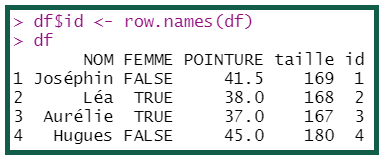 > df$id <- row.names(df)
> df
NOM FEMME POINTURE taille id
1 Joséphin FALSE 41.5 169 1
2 Léa TRUE 38.0 168 2
3 Aurélie TRUE 37.0 167 3
4 Hugues FALSE 45.0 180 4